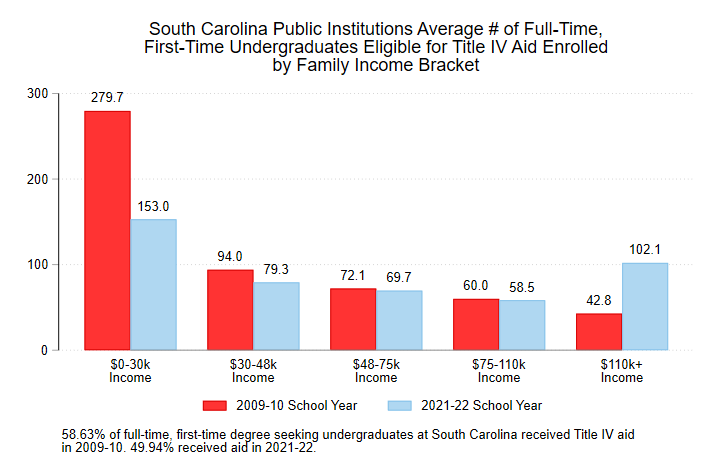 South Carolina Public Institutions Average # of Full-Time,
First-Time Undergraduates Eligible for Title IV Aid Enrolled
by Family Income Bracket
300
200
100
0
279.7
153.0
94.0
79.3
72.1
69.7
60.0
58.5
42.8
102.1
$0-30k
Income
$30-48k
Income
$48-75k
Income
$75-110k
Income
$110k+
Income
2009-10 School Year
2021-22 School Year
58.63% of full-time, first-time degree seeking undergraduates at South Carolina received Title IV aid
in 2009-10. 49.94% received aid in 2021-22.